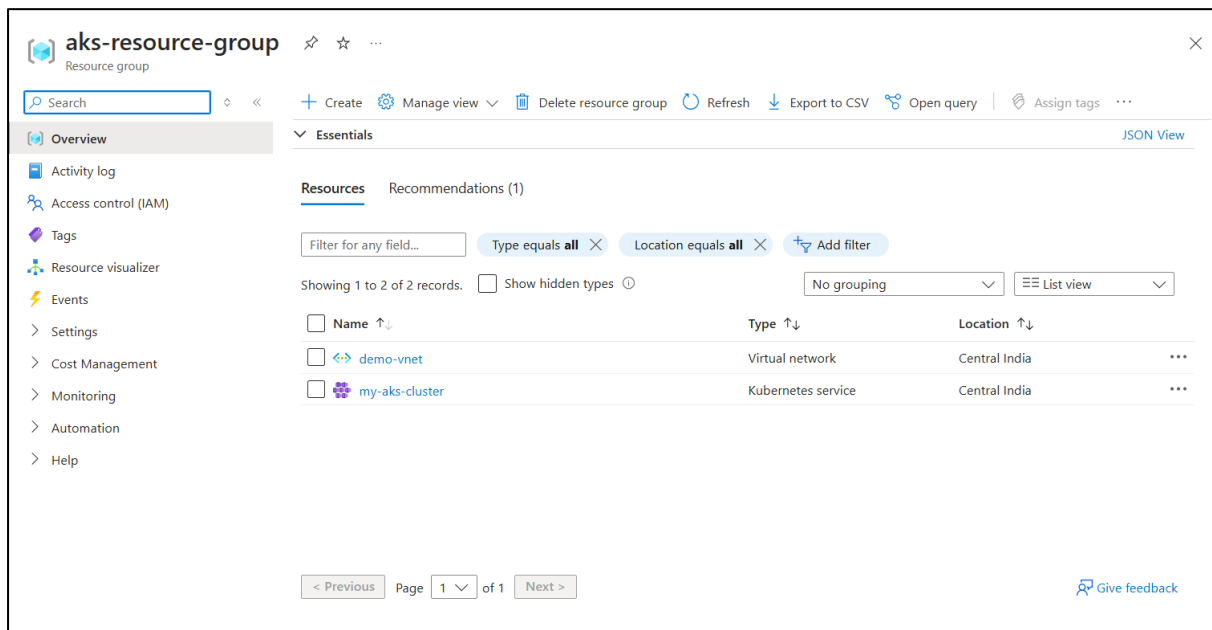 aks-resource-group
Resource group
Search
Overview
Activity log
Access control (IAM)
Tags
Resource visualizer
Events
Settings
Cost Management
Monitoring
Automation
Help
Create Manage view Delete resource group Refresh Export to CSV Open query Assign tags
Essentials JSON View
Resources Recommendations (1)
Filter for any field... Type equals all Location equals all Add filter
Showing 1 to 2 of 2 records. Show hidden types No grouping List view
Name Type Location
demo-vnet Virtual network Central India
my-aks-cluster Kubernetes service Central India
< Previous Page 1 of 1 Next > Give feedback